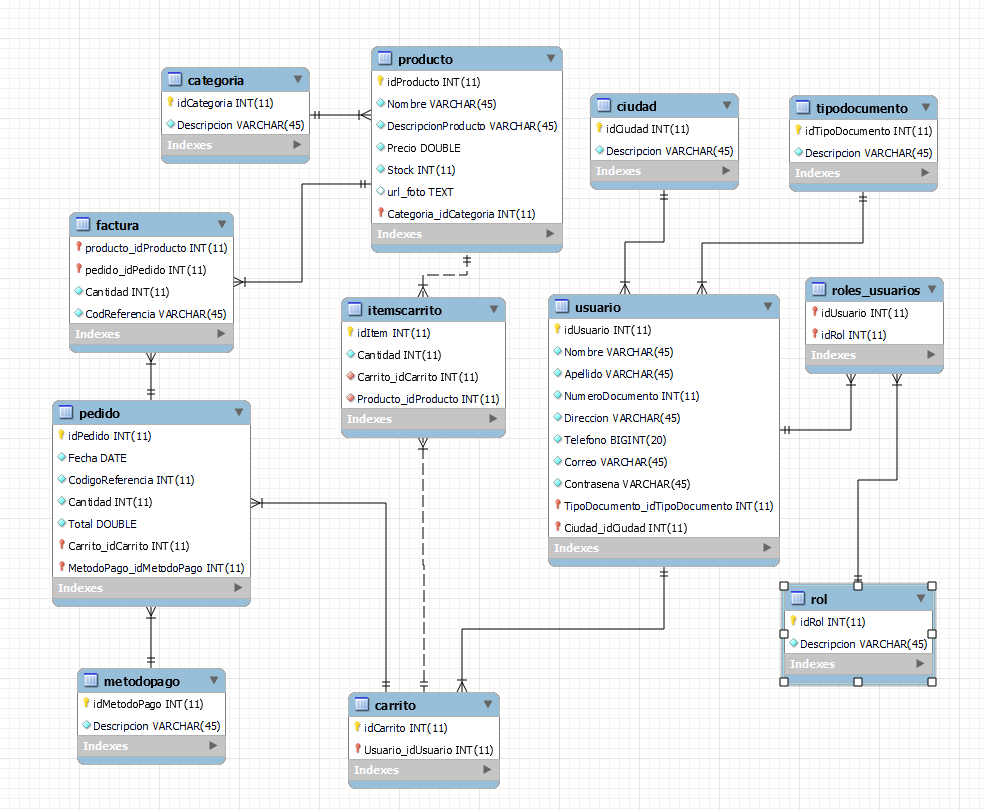 categoria
idCategoria INT(11)
Descripcion VARCHAR(45)
Indexes
producto
idProducto INT(11)
Nombre VARCHAR(45)
DescripcionProducto VARCHAR(45)
Precio DOUBLE
Stock INT(11)
url_foto TEXT
Categoria_idCategoria INT(11)
Indexes
ciudad
idCiudad INT(11)
Descripcion VARCHAR(45)
Indexes
tipodocumento
idTipoDocumento INT(11)
Descripcion VARCHAR(45)
Indexes
factura
producto_idProducto INT(11)
pedido_idPedido INT(11)
Cantidad INT(11)
CodReferencia VARCHAR(45)
Indexes
itemscarrito
idItem INT(11)
Cantidad INT(11)
Carrito_idCarrito INT(11)
Producto_idProducto INT(11)
Indexes
usuario
idUsuario INT(11)
Nombre VARCHAR(45)
Apellido VARCHAR(45)
NumeroDocumento INT(11)
Direccion VARCHAR(45)
Telefono BIGINT(20)
Correo VARCHAR(45)
Contrasena VARCHAR(45)
TipoDocumento_idTipoDocumento INT(11)
Ciudad_idCiudad INT(11)
Indexes
roles_usuarios
idUsuario INT(11)
idRol INT(11)
Indexes
pedido
idPedido INT(11)
Fecha DATE
CodigoReferencia INT(11)
Cantidad INT(11)
Total DOUBLE
Carrito_idCarrito INT(11)
MetodoPago_idMetodoPago INT(11)
Indexes
rol
idRol INT(11)
Descripcion VARCHAR(45)
Indexes
metodopago
idMetodoPago INT(11)
Descripcion VARCHAR(45)
Indexes
carrito
idCarrito INT(11)
Usuario_idUsuario INT(11)
Indexes